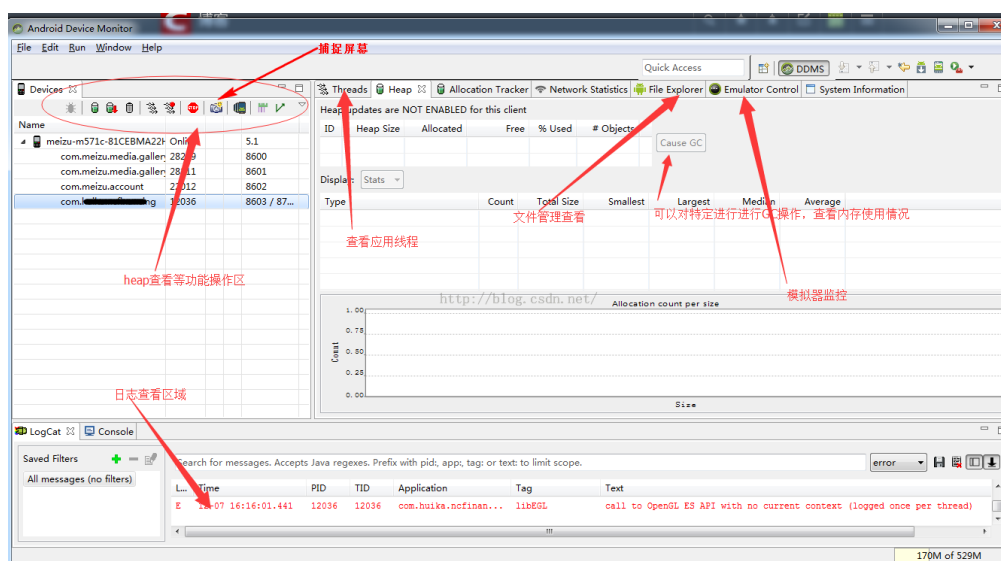 博客
Android Device Monitor
File Edit Run Window Help
捕捉屏幕
Quick Access
DDMS
Devices
Threads Heap Allocation Tracker Network Statistics File Explorer Emulator Control System Information
Heap updates are NOT ENABLED for this client
Name
ID Heap Size Allocated Free % Used # Objects
meizu-m571c-81CEBMA22H 5.1
Cause GC
com.meizu.media.galler 8600
com.meizu.media.galler 8601
com.meizu.account 8602
com. ng 12036 8603 / 87...
Display: Stats
Type Count Total Size Smallest Largest Median Average
文件管理查看
可以对特定进行进行GC操作，查看内存使用情况
查看应用线程
heap查看等功能操作区
模拟器监控
http://blog.csdn.net/
Allocation count per size
1.00
0.75
0.50
0.25
0.00
Count
Size
日志查看区域
LogCat Console
Saved Filters
Search for messages. Accepts Java regexes. Prefix with pid:, app:, tag: or text: to limit scope.
error
All messages (no filters)
L... Time PID TID Application Tag Text
E 16:16:01.441 12036 12036 com.huika.ncfinan... libEGL call to OpenGL ES API with no current context (logged once per thread)
170M of 529M